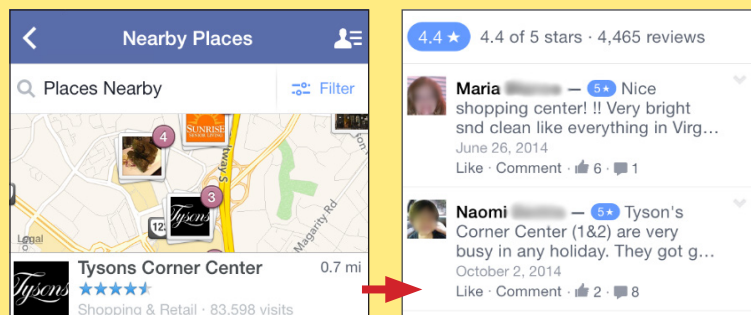 Nearby Places
Places Nearby
Filter
4
SUNRISE
3
Tysons
Legal
Magarity Rd
Tysons
Tysons Corner Center
0.7 mi
Shopping & Retail · 83,598 visits
4.4 ★
4.4 of 5 stars · 4,465 reviews
Maria — 5★ Nice
shopping center! !! Very bright
snd clean like everything in Virg...
June 26, 2014
Like · Comment · 6 · 1
Naomi — 5★ Tyson's
Corner Center (1&2) are very
busy in any holiday. They got g...
October 2, 2014
Like · Comment · 2 · 8